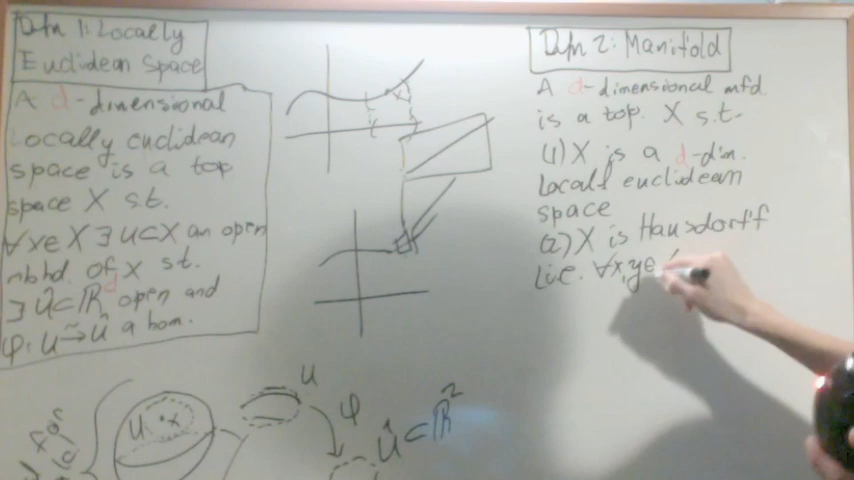 Dfn 1: Locally
Euclidean Space
A d-dimensional
Locally euclidean
space is a top
space X s.t.
∀x∈X ∃ U⊂X an open
nbhd. of x s.t.
∃ Û⊂ℝ^d open and
φ: U ~→ Û a hom.
Dfn 2: Manifold
A d-dimensional mfd
is a top. X s.t.
(1) X is a d-dim.
Locall euclidean
space
(2) X is Hausdorff
(i.e. ∀x,y∈
x
U
x
U
φ
Û⊂ℝ²